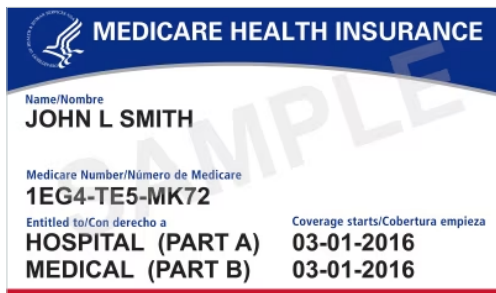 MEDICARE HEALTH INSURANCE
Name/Nombre
JOHN L SMITH
Medicare Number/Número de Medicare
1EG4-TE5-MK72
Entitled to/Con derecho a Coverage starts/Cobertura empieza
HOSPITAL (PART A) 03-01-2016
MEDICAL (PART B) 03-01-2016
SAMPLE